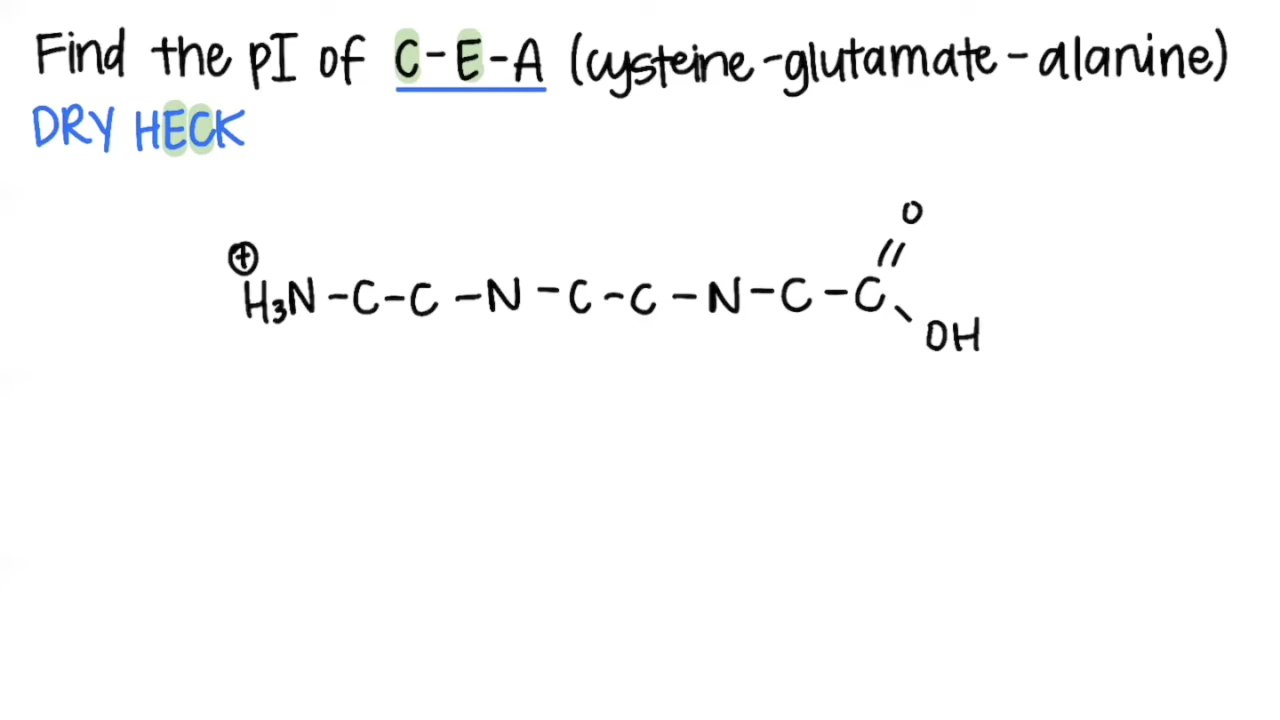 Find the pI of C-E-A (cysteine-glutamate-alanine)
DRY HECK
O
⊕
H₃N-C-C-N-C-C-N-C-C
OH